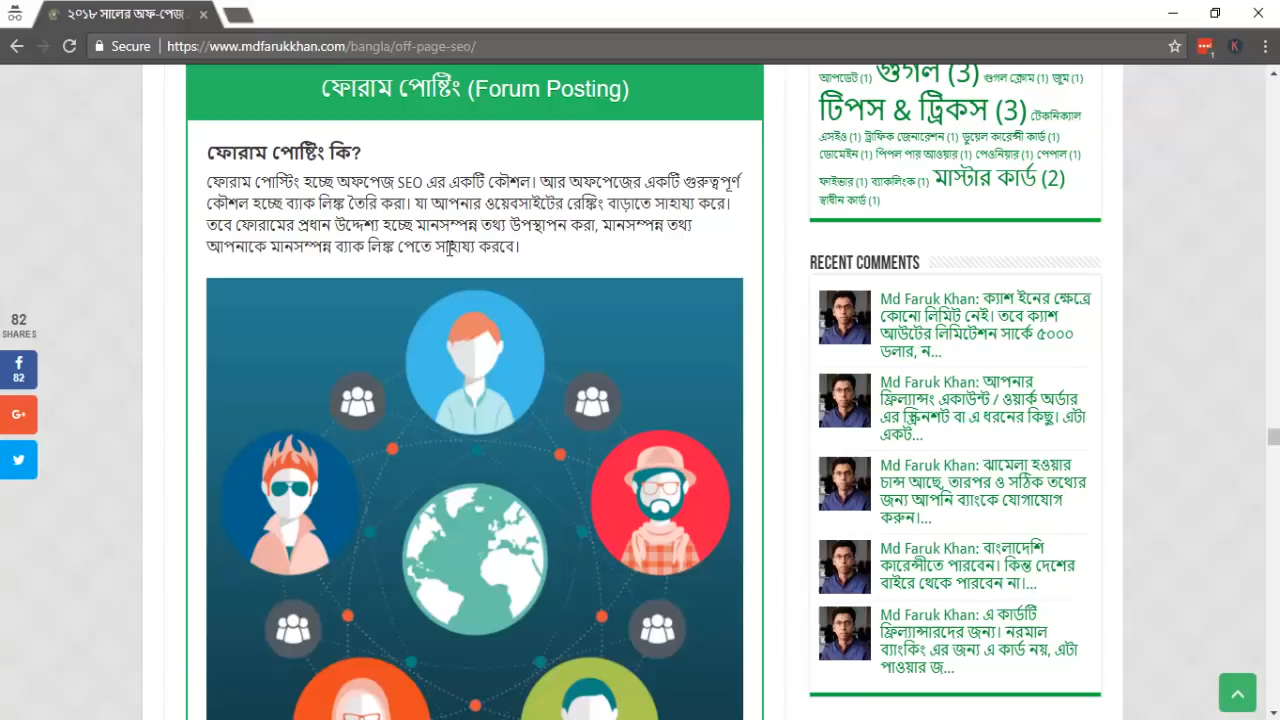 ২০১৮ সালের অফ-পেজ
Secure
https://www.mdfarukkhan.com/bangla/off-page-seo/
ফোরাম পোষ্টিং (Forum Posting)
ফোরাম পোষ্টিং কি?
ফোরাম পোস্টিং হচ্ছে অফপেজ SEO এর একটি কৌশল। আর অফপেজের একটি গুরুত্বপূর্ণ
কৌশল হচ্ছে ব্যাক লিঙ্ক তৈরি করা। যা আপনার ওয়েবসাইটের রেঙ্কিং বাড়াতে সাহায্য করে।
তবে ফোরামের প্রধান উদ্দেশ্য হচ্ছে মানসম্পন্ন তথ্য উপস্থাপন করা, মানসম্পন্ন তথ্য
আপনাকে মানসম্পন্ন ব্যাক লিঙ্ক পেতে সাহায্য করবে।
82
SHARES
82
G+
আপডেট (1) গুগল (3) গুগল ক্রোম (1) জুম (1)
টিপস & ট্রিকস (3) টেকনিক্যাল
এসইও (1) ট্রাফিক জেনারেশন (1) ডুয়েল কারেন্সী কার্ড (1)
ডোমেইন (1) পিপল পার আওয়ার (1) পেওনিয়ার (1) পেপাল (1)
ফাইভার (1) ব্যাকলিংক (1) মাস্টার কার্ড (2)
স্বাধীন কার্ড (1)
RECENT COMMENTS
Md Faruk Khan: ক্যাশ ইনের ক্ষেত্রে
কোনো লিমিট নেই। তবে ক্যাশ
আউটের লিমিটেশন সার্কে ৫০০০
ডলার, ন...
Md Faruk Khan: আপনার
ফ্রিল্যান্সং একাউন্ট / ওয়ার্ক অর্ডার
এর স্ক্রিনশট বা এ ধরনের কিছু। এটা
একট...
Md Faruk Khan: ঝামেলা হওয়ার
চান্স আছে, তারপর ও সঠিক তথ্যের
জন্য আপনি ব্যাংকে যোগাযোগ
করুন।...
Md Faruk Khan: বাংলাদেশি
কারেন্সীতে পারবেন। কিন্ত দেশের
বাইরে থেকে পারবেন না।...
Md Faruk Khan: এ কার্ডটি
ফ্রিল্যান্সারদের জন্য। নরমাল
ব্যাংকিং এর জন্য এ কার্ড নয়, এটা
পাওয়ার জ...